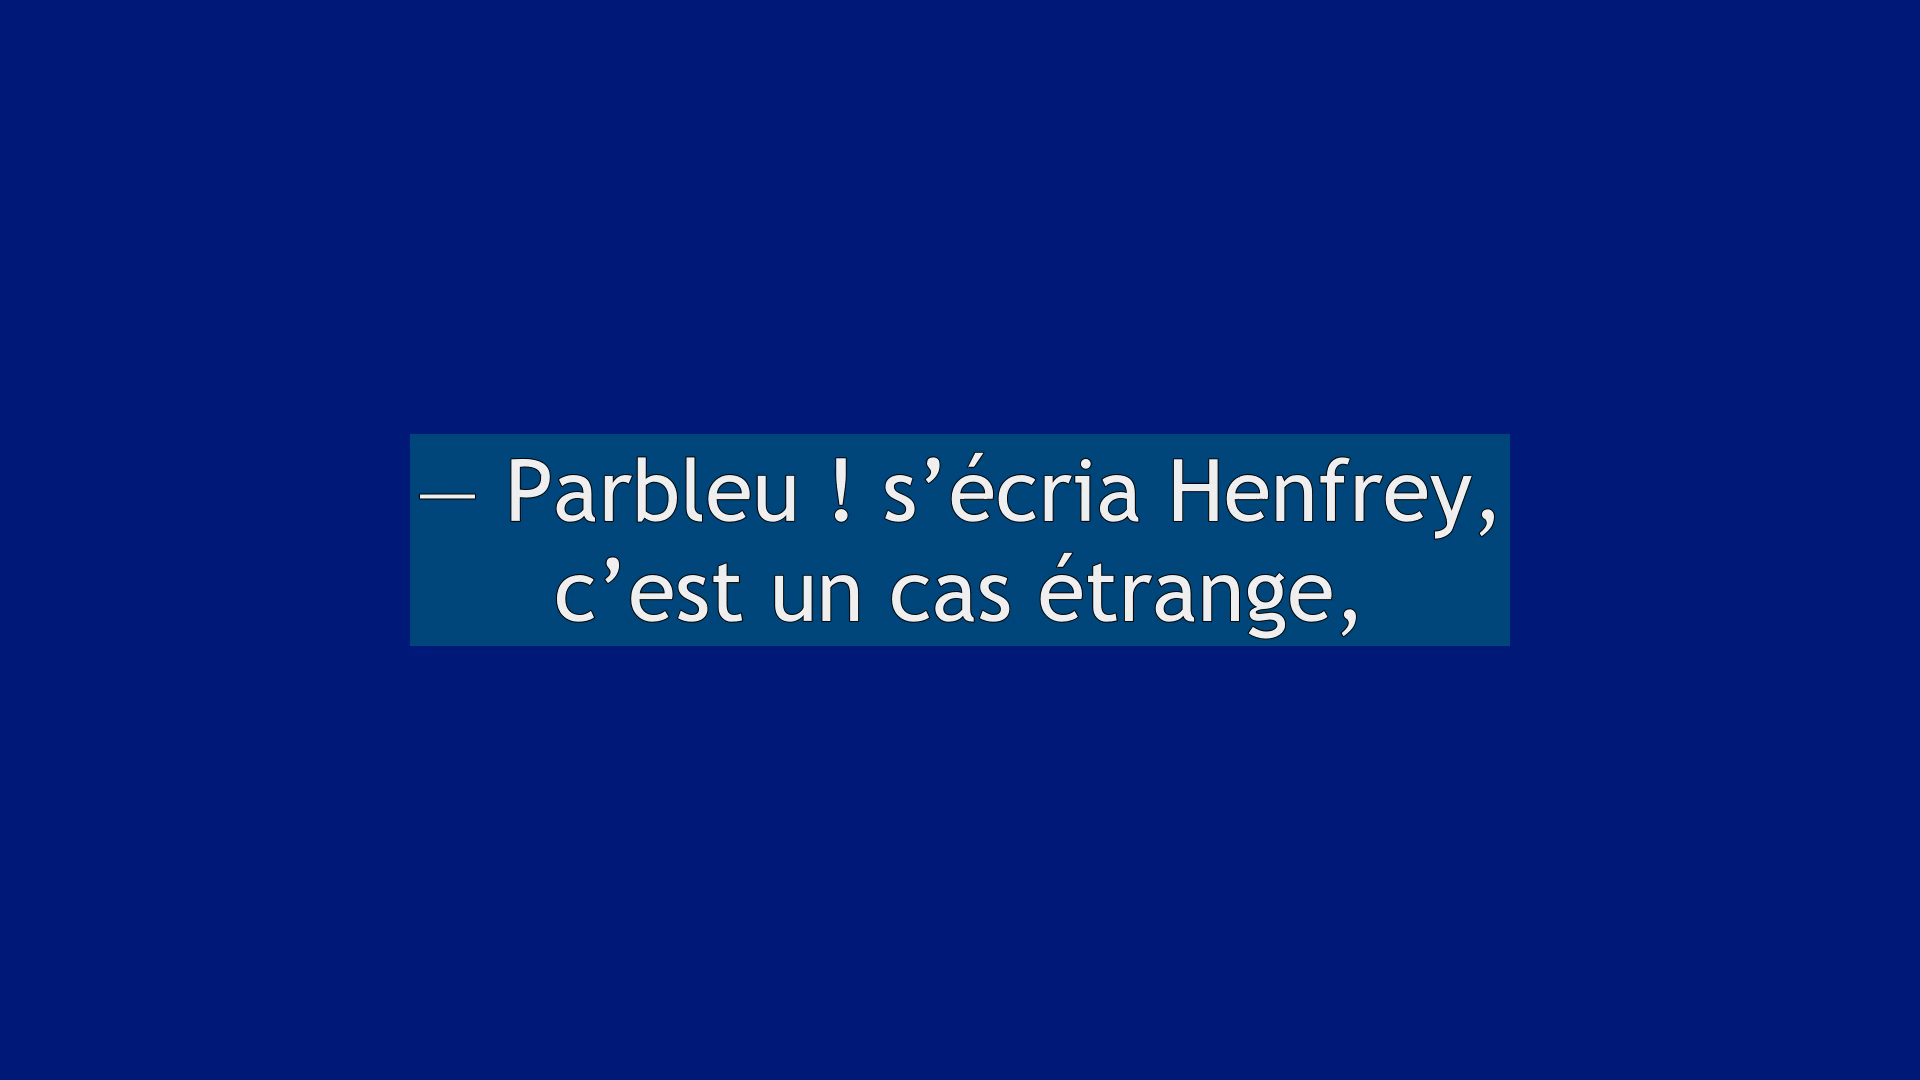 — Parbleu ! s’écria Henfrey,
c’est un cas étrange,